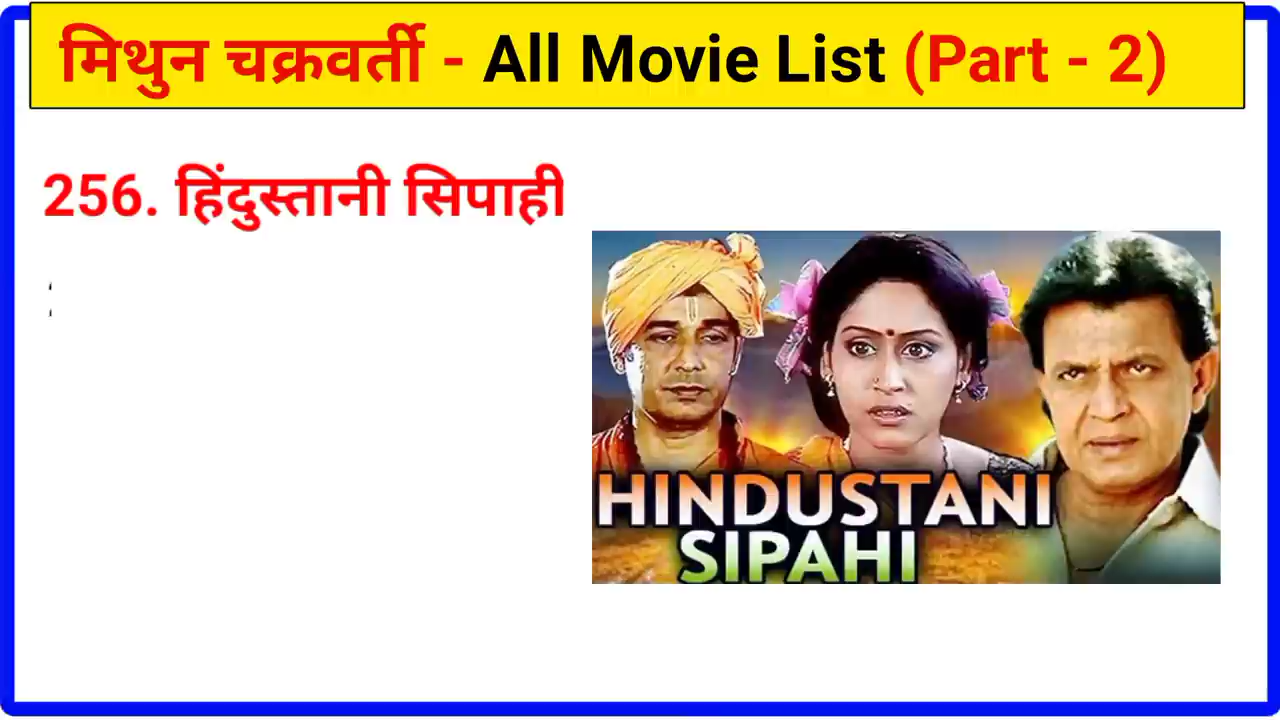 मिथुन चक्रवर्ती - All Movie List (Part - 2)
256. हिंदुस्तानी सिपाही
HINDUSTANI
SIPAHI